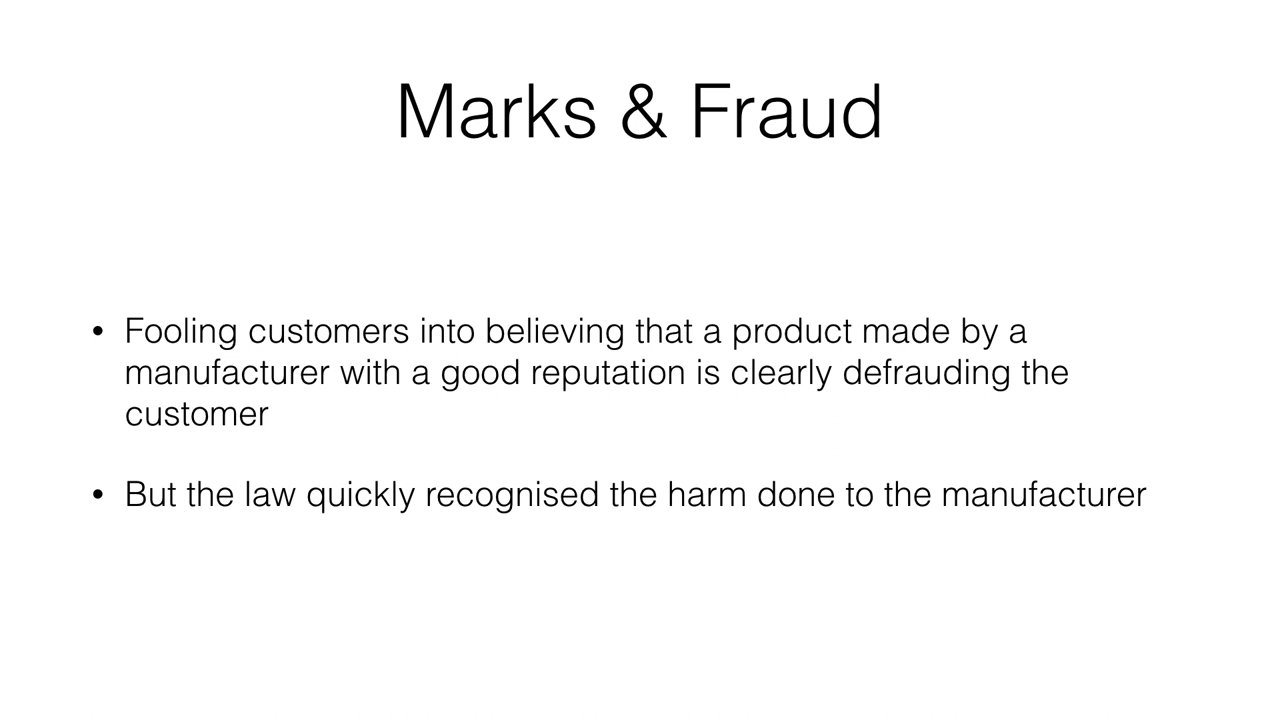 Marks & Fraud
• Fooling customers into believing that a product made by a
manufacturer with a good reputation is clearly defrauding the
customer
• But the law quickly recognised the harm done to the manufacturer